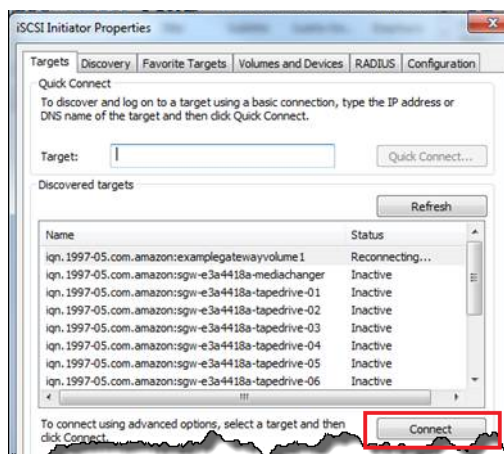 iSCSI Initiator Properties
Targets Discovery Favorite Targets Volumes and Devices RADIUS Configuration
Quick Connect
To discover and log on to a target using a basic connection, type the IP address or
DNS name of the target and then click Quick Connect.
Target: Quick Connect...
Discovered targets
Refresh
Name Status
iqn.1997-05.com.amazon:examplegatewayvolume1 Reconnecting...
iqn.1997-05.com.amazon:sgw-e3a4418a-mediachanger Inactive
iqn.1997-05.com.amazon:sgw-e3a4418a-tapedrive-01 Inactive
iqn.1997-05.com.amazon:sgw-e3a4418a-tapedrive-02 Inactive
iqn.1997-05.com.amazon:sgw-e3a4418a-tapedrive-03 Inactive
iqn.1997-05.com.amazon:sgw-e3a4418a-tapedrive-04 Inactive
iqn.1997-05.com.amazon:sgw-e3a4418a-tapedrive-05 Inactive
iqn.1997-05.com.amazon:sgw-e3a4418a-tapedrive-06 Inactive
To connect using advanced options, select a target and then
click Connect.
Connect